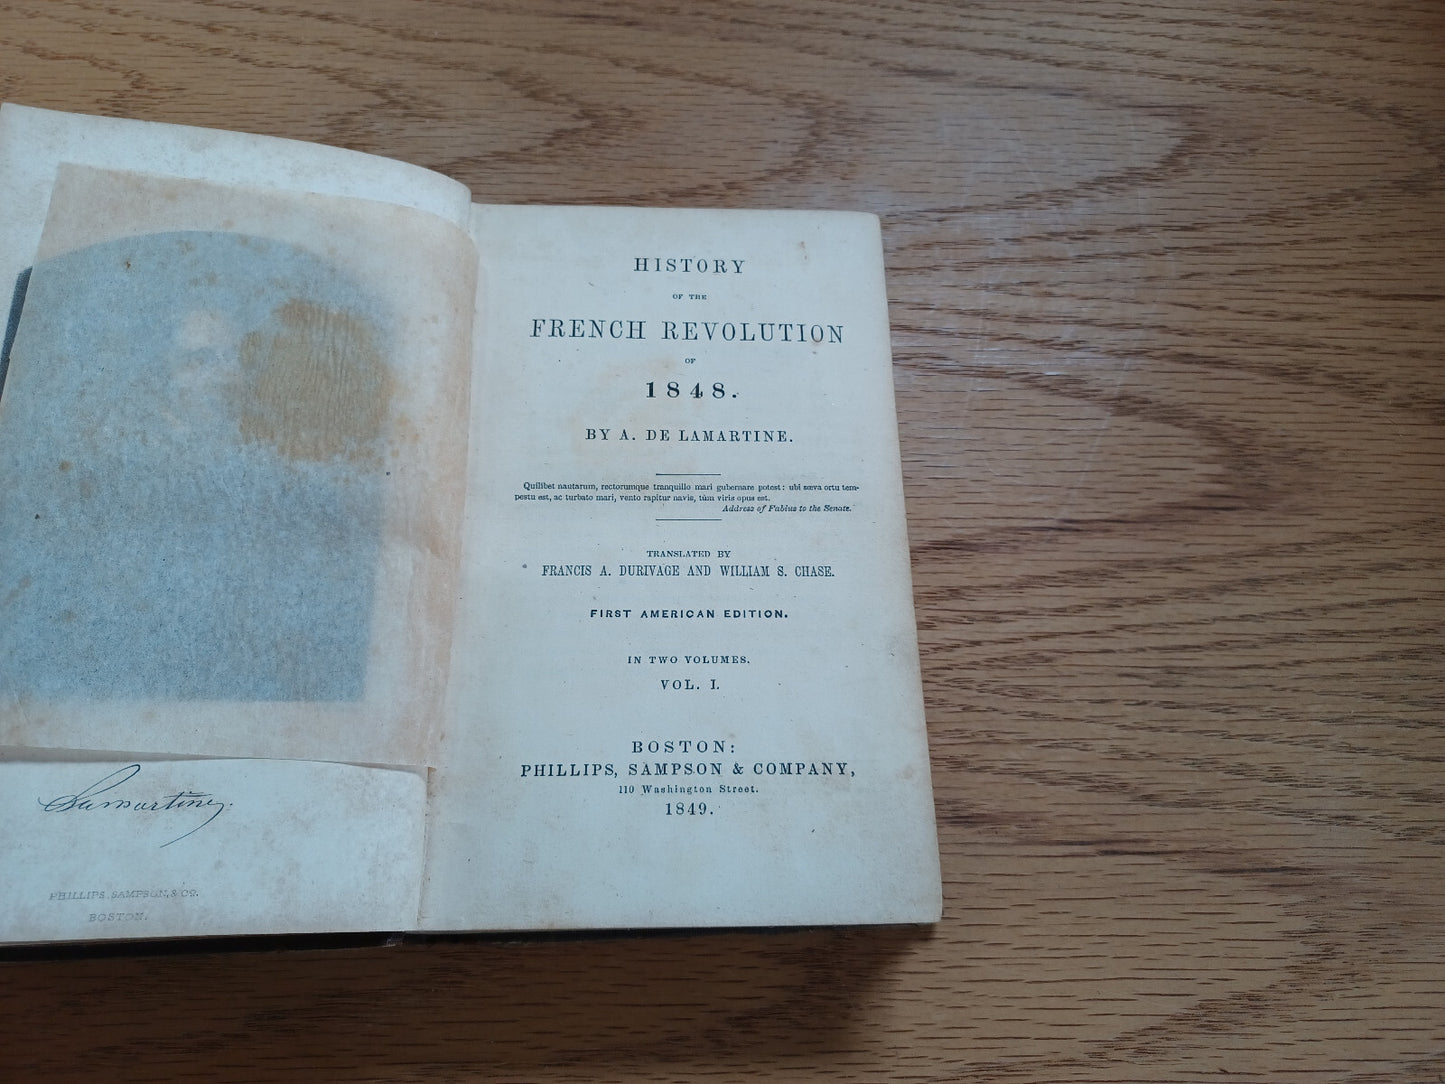 Lamartine.
PHILLIPS, SAMPSON, & CO.
BOSTON.
HISTORY
OF THE
FRENCH REVOLUTION
OF
1848.
BY A. DE LAMARTINE.
Quilibet nautarum, rectorumque tranquillo mari gubernare potest: ubi sœva ortu tem-
pestu est, ac turbato mari, vento rapitur navis, tùm viris opus est.
Address of Fabius to the Senate.
TRANSLATED BY
FRANCIS A. DURIVAGE AND WILLIAM S. CHASE.
FIRST AMERICAN EDITION.
IN TWO VOLUMES.
VOL. I.
BOSTON:
PHILLIPS, SAMPSON & COMPANY,
110 Washington Street.
1849.